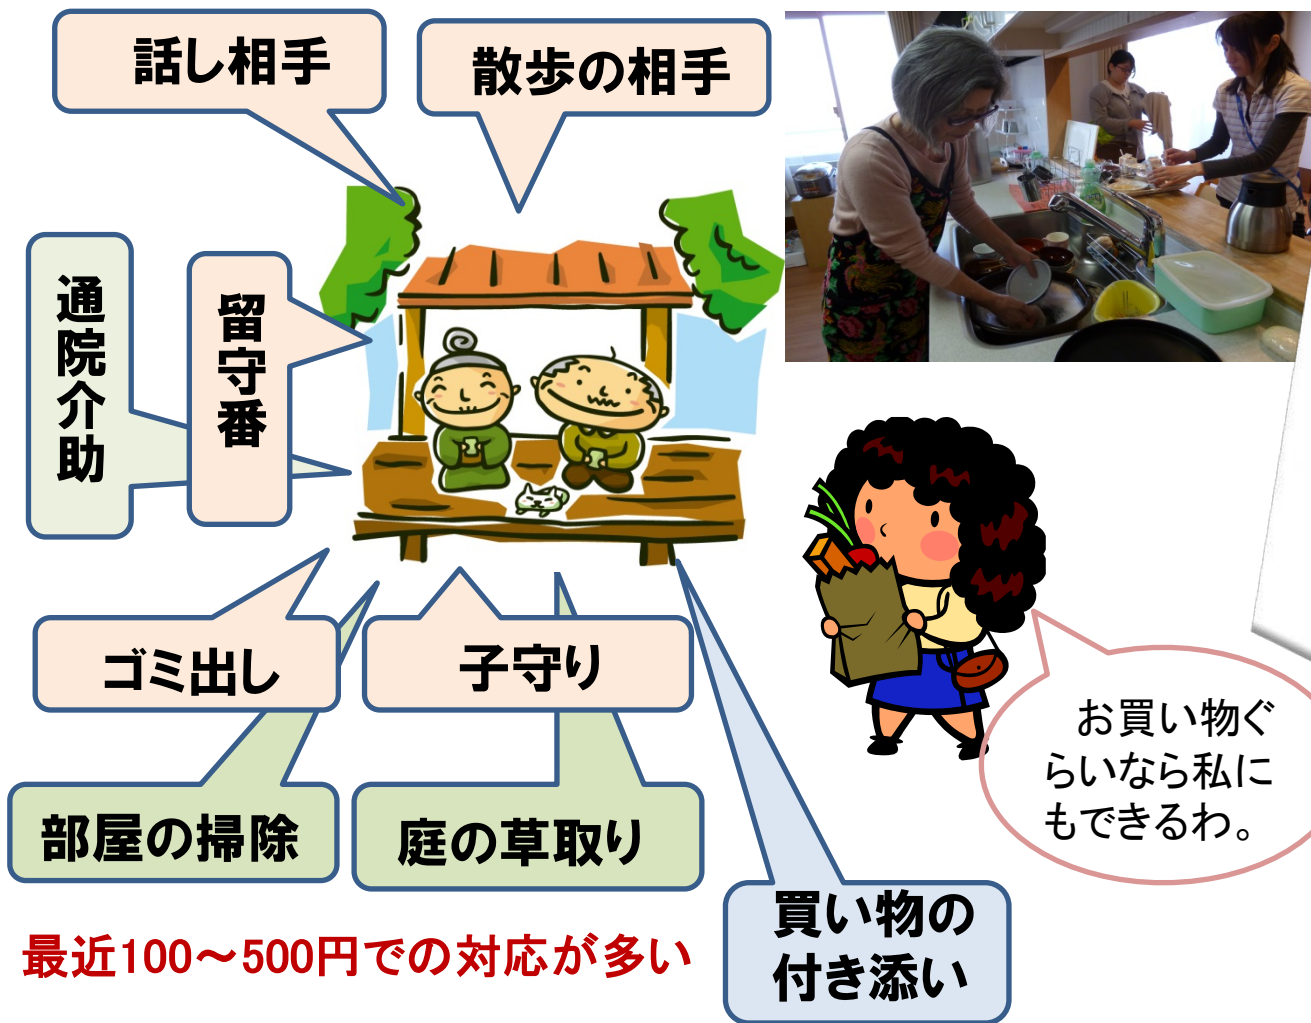 話し相手
散歩の相手
通院介助
留守番
ゴミ出し
子守り
部屋の掃除
庭の草取り
買い物の
付き添い
お買い物ぐ
らいなら私に
もできるわ。
最近100～500円での対応が多い